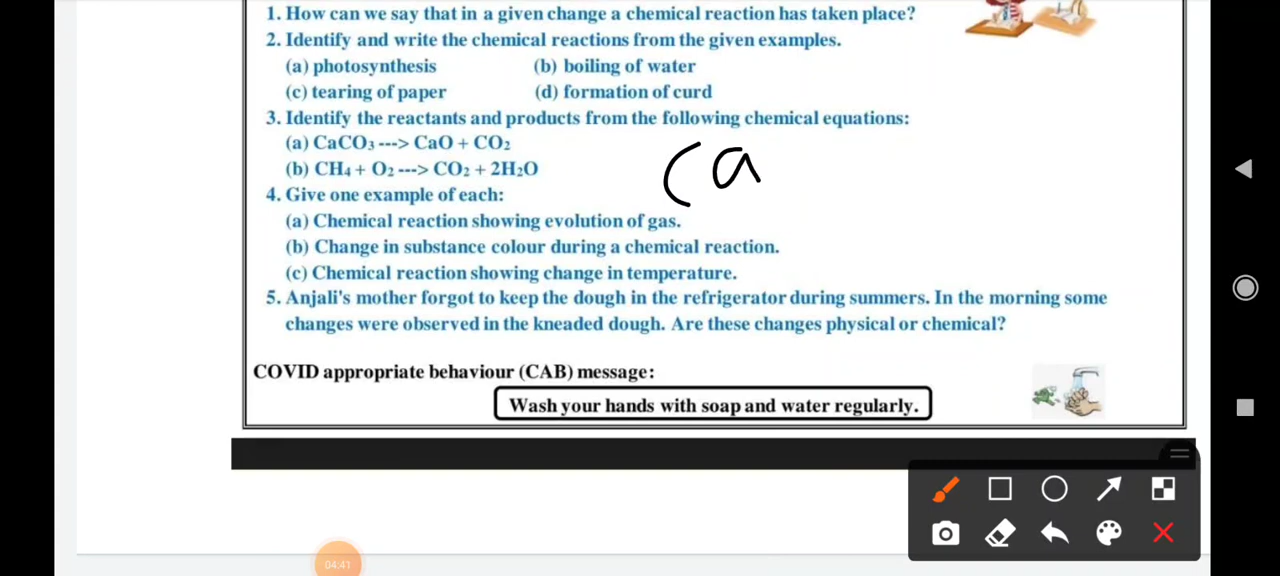 1. How can we say that in a given change a chemical reaction has taken place?
2. Identify and write the chemical reactions from the given examples.
(a) photosynthesis (b) boiling of water
(c) tearing of paper (d) formation of curd
3. Identify the reactants and products from the following chemical equations:
(a) CaCO₃ ---> CaO + CO₂
(b) CH₄ + O₂ ---> CO₂ + 2H₂O
Ca
4. Give one example of each:
(a) Chemical reaction showing evolution of gas.
(b) Change in substance colour during a chemical reaction.
(c) Chemical reaction showing change in temperature.
5. Anjali's mother forgot to keep the dough in the refrigerator during summers. In the morning some
changes were observed in the kneaded dough. Are these changes physical or chemical?
COVID appropriate behaviour (CAB) message:
Wash your hands with soap and water regularly.
04:41